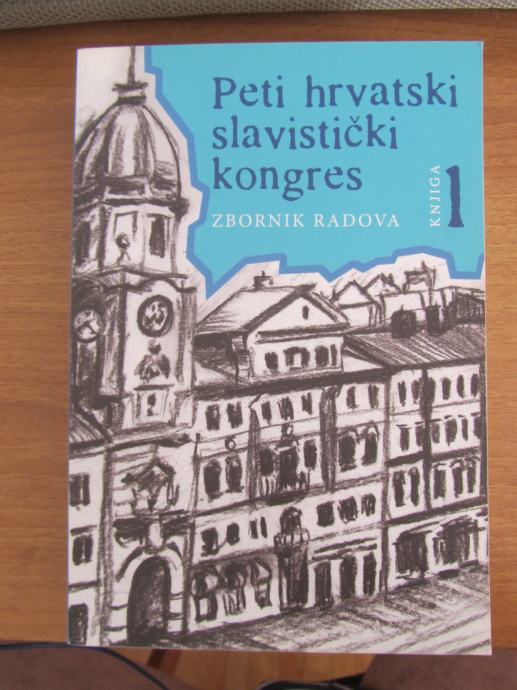 Peti hrvatski
slavistički
kongres
ZBORNIK RADOVA
KNJIGA 1